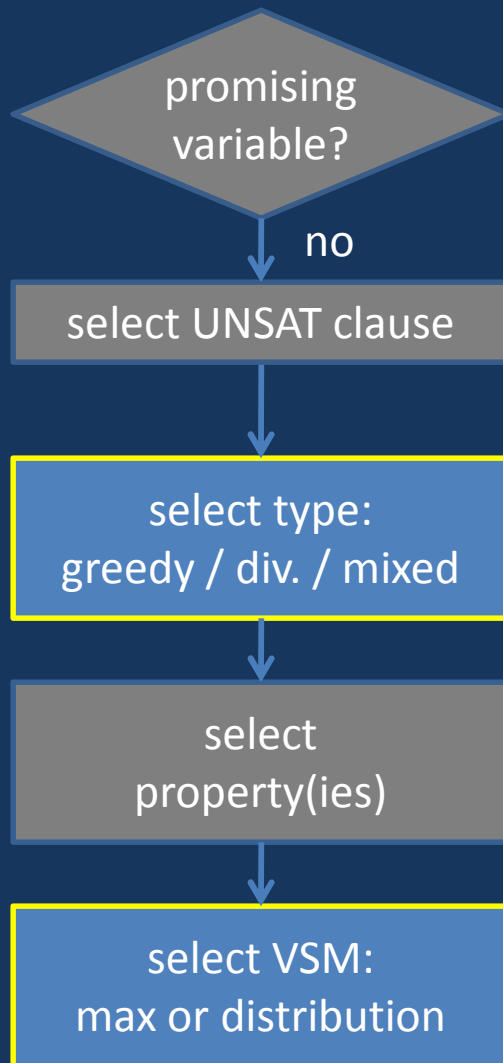 promising
variable?
no
select UNSAT clause
select type:
greedy / div. / mixed
select
property(ies)
select VSM:
max or distribution